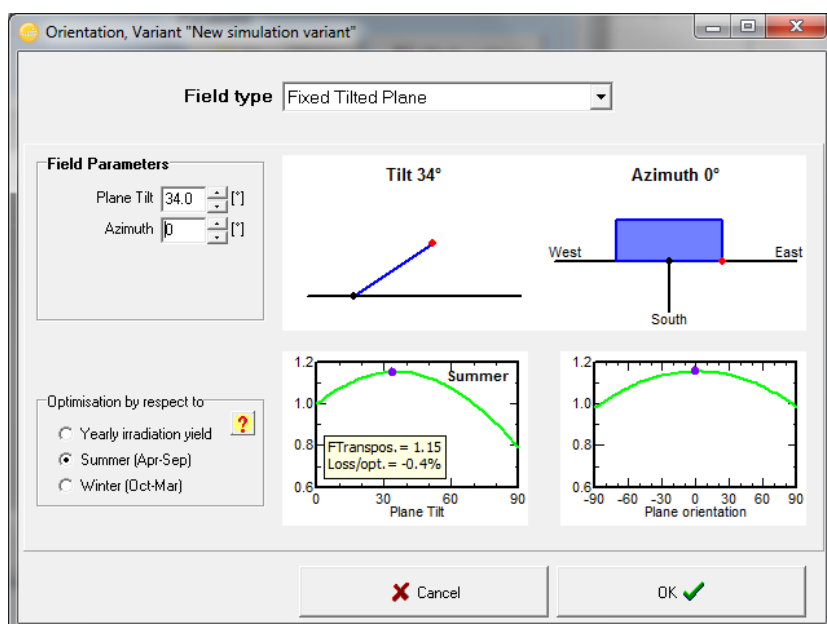 Orientation, Variant "New simulation variant"
Field type Fixed Tilted Plane
Field Parameters
Plane Tilt 34.0 [°]
Azimuth 0 [°]
Tilt 34°
Azimuth 0°
West East
South
Optimisation by respect to
Yearly irradiation yield
Summer (Apr-Sep)
Winter (Oct-Mar)
?
1.2
1.0
0.8
0.6
Summer
FTranspos. = 1.15
Loss/opt. = -0.4%
0 30 60 90
Plane Tilt
1.2
1.0
0.8
0.6
-90 -60 -30 0 30 60 90
Plane orientation
Cancel
OK